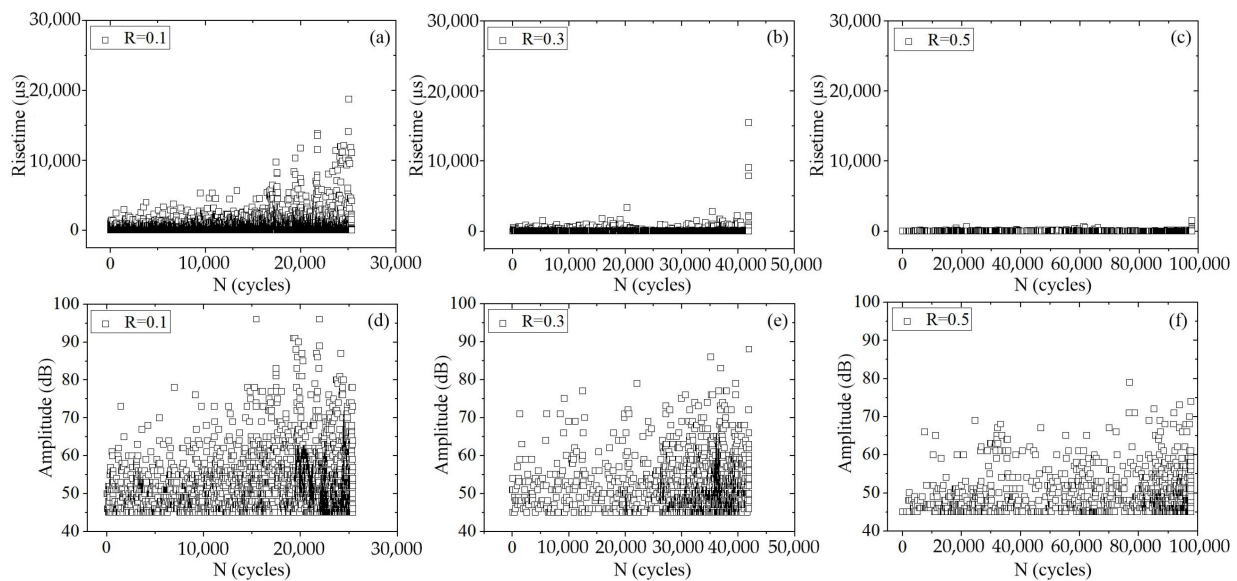 R=0.1
(a)
30,000
20,000
10,000
0
Risetime (μs)
0 10,000 20,000 30,000
N (cycles)
R=0.3
(b)
30,000
20,000
10,000
0
Risetime (μs)
0 10,000 20,000 30,000 40,000 50,000
N (cycles)
R=0.5
(c)
30,000
20,000
10,000
0
Risetime (μs)
0 20,000 40,000 60,000 80,000 100,000
N (cycles)
R=0.1
(d)
100
90
80
70
60
50
40
Amplitude (dB)
0 10,000 20,000 30,000
N (cycles)
R=0.3
(e)
100
90
80
70
60
50
40
Amplitude (dB)
0 10,000 20,000 30,000 40,000 50,000
N (cycles)
R=0.5
(f)
100
90
80
70
60
50
40
Amplitude (dB)
0 20,000 40,000 60,000 80,000 100,000
N (cycles)